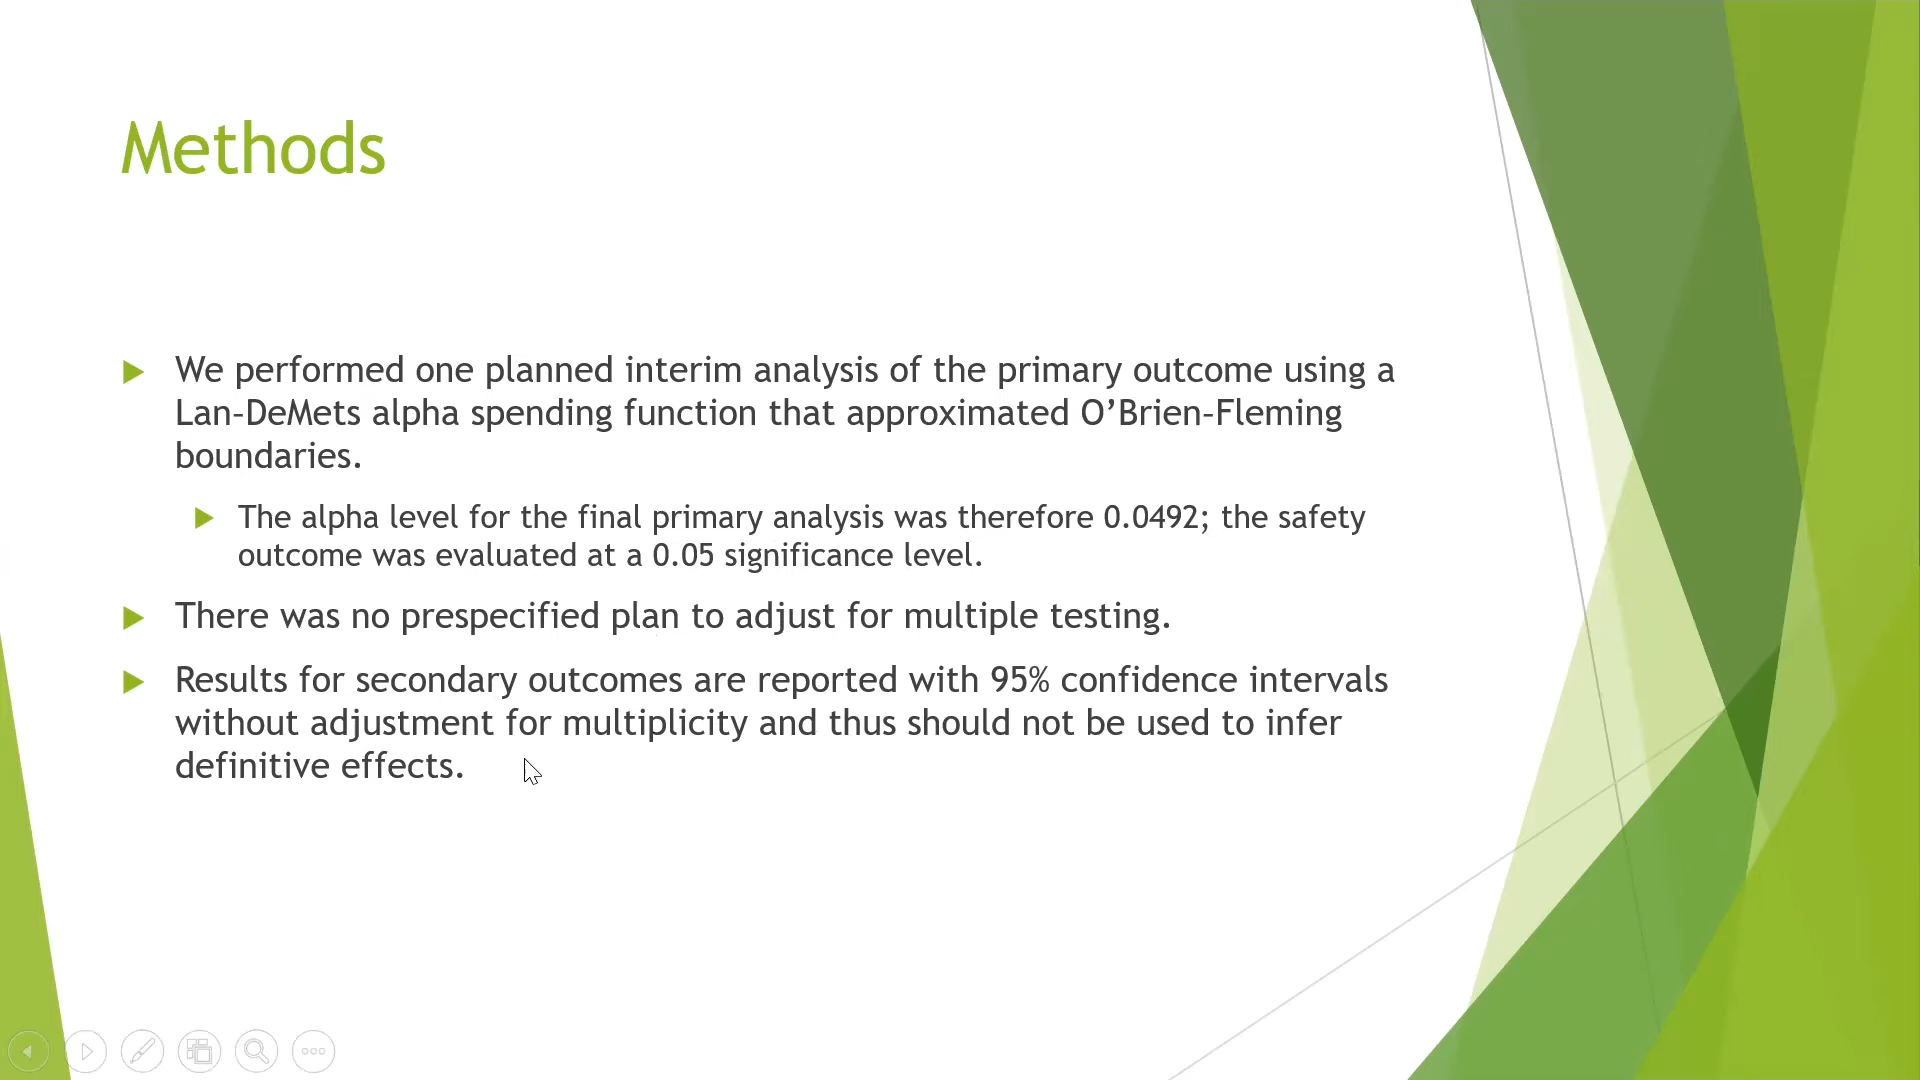 Methods
We performed one planned interim analysis of the primary outcome using a
Lan-DeMets alpha spending function that approximated O’Brien-Fleming
boundaries.
The alpha level for the final primary analysis was therefore 0.0492; the safety
outcome was evaluated at a 0.05 significance level.
There was no prespecified plan to adjust for multiple testing.
Results for secondary outcomes are reported with 95% confidence intervals
without adjustment for multiplicity and thus should not be used to infer
definitive effects.